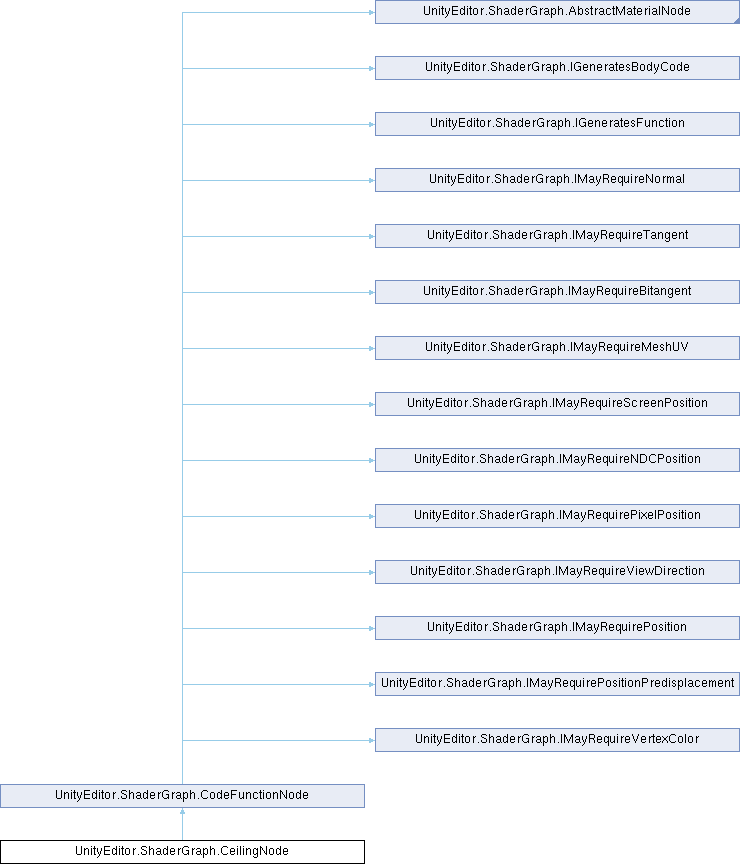 UnityEditor.ShaderGraph.AbstractMaterialNode
UnityEditor.ShaderGraph.IGeneratesBodyCode
UnityEditor.ShaderGraph.IGeneratesFunction
UnityEditor.ShaderGraph.IMayRequireNormal
UnityEditor.ShaderGraph.IMayRequireTangent
UnityEditor.ShaderGraph.IMayRequireBitangent
UnityEditor.ShaderGraph.IMayRequireMeshUV
UnityEditor.ShaderGraph.IMayRequireScreenPosition
UnityEditor.ShaderGraph.IMayRequireNDCPosition
UnityEditor.ShaderGraph.IMayRequirePixelPosition
UnityEditor.ShaderGraph.IMayRequireViewDirection
UnityEditor.ShaderGraph.IMayRequirePosition
UnityEditor.ShaderGraph.IMayRequirePositionPredisplacement
UnityEditor.ShaderGraph.IMayRequireVertexColor
UnityEditor.ShaderGraph.CodeFunctionNode
UnityEditor.ShaderGraph.CeilingNode